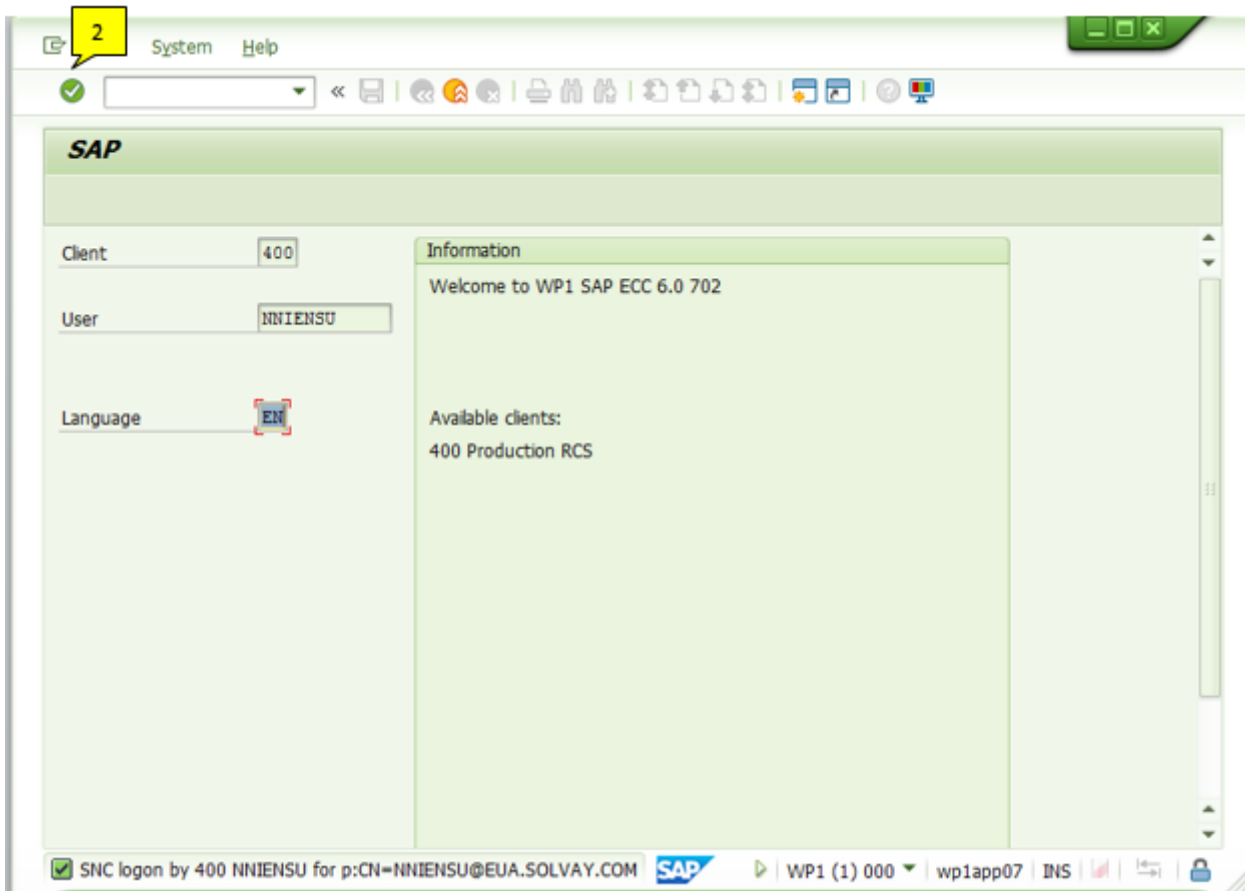 2
System Help
SAP
Client 400
Information
Welcome to WP1 SAP ECC 6.0 702
User NNIENSU
Language EN
Available clients:
400 Production RCS
SNC logon by 400 NNIENSU for p:CN=NNIENSU@EUA.SOLVAY.COM SAP WP1 (1) 000 wp1app07 INS